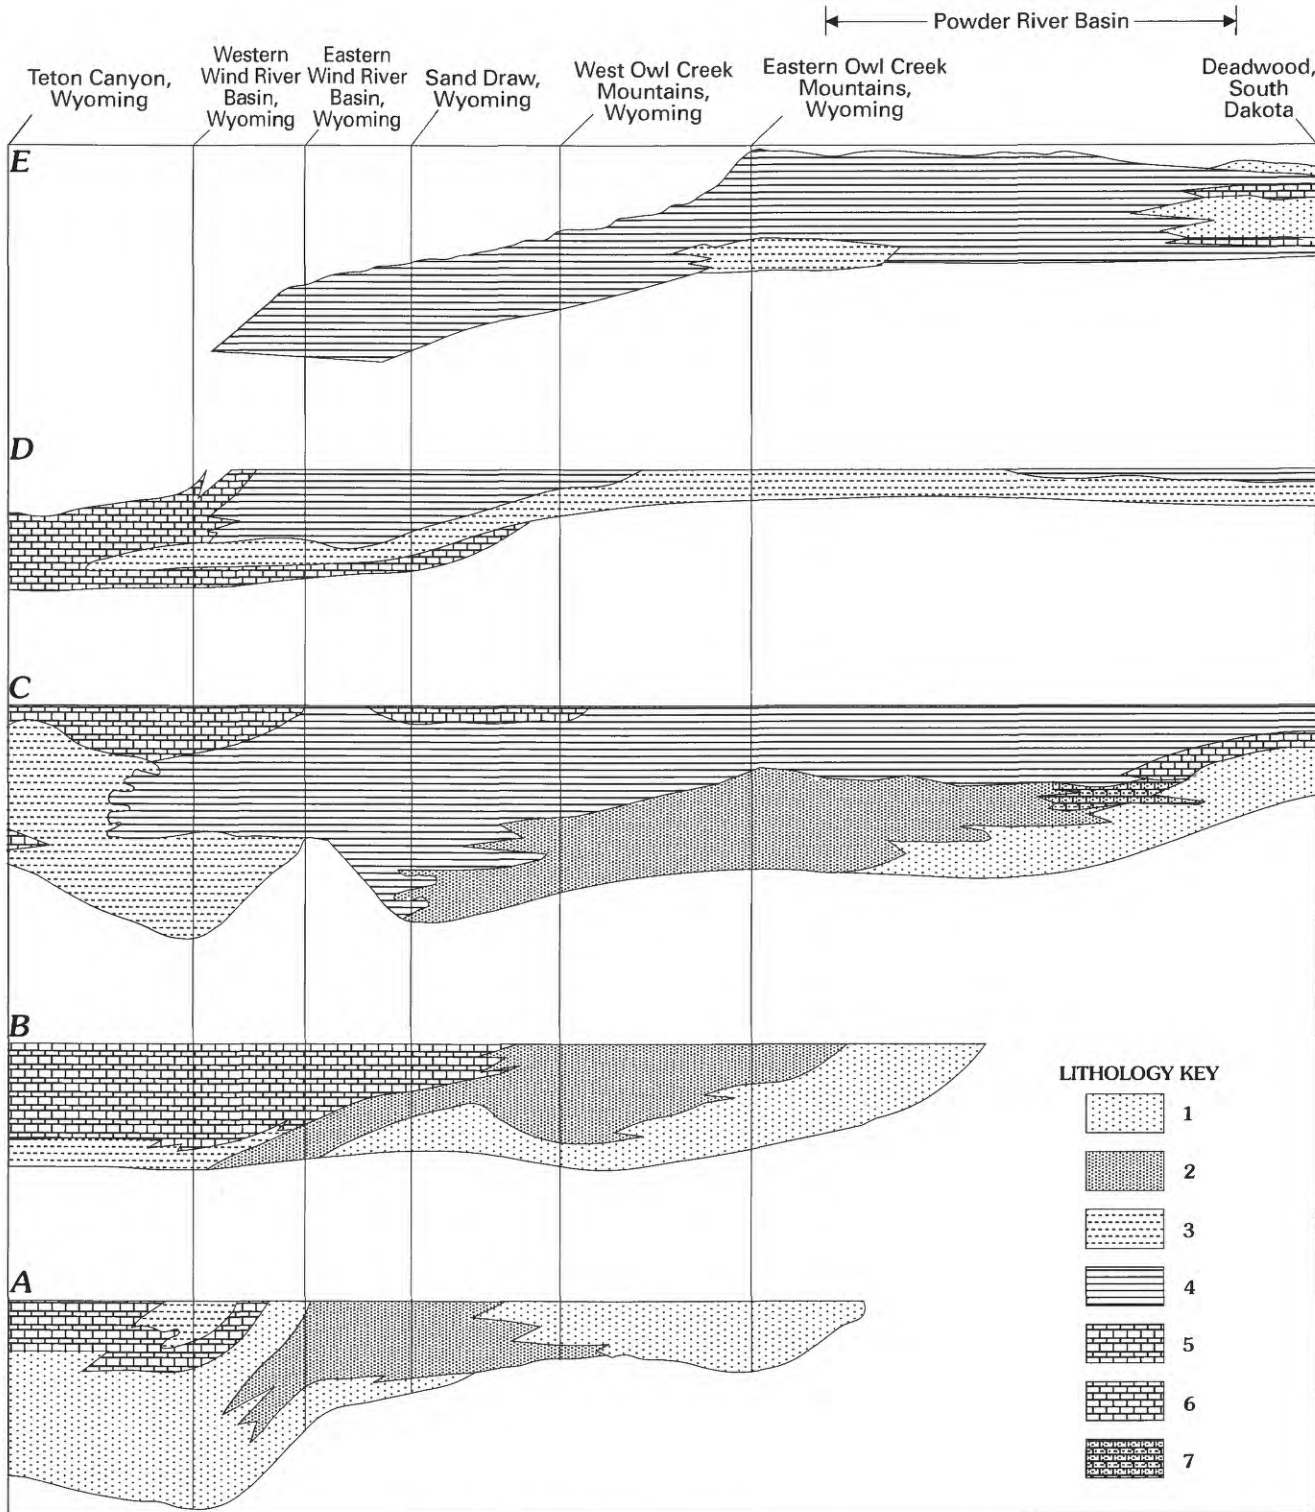 Powder River Basin
Teton Canyon,
Wyoming
Western
Wind River
Basin,
Wyoming
Eastern
Wind River
Basin,
Wyoming
Sand Draw,
Wyoming
West Owl Creek
Mountains,
Wyoming
Eastern Owl Creek
Mountains,
Wyoming
Deadwood,
South
Dakota
E
D
C
B
A
LITHOLOGY KEY
1
2
3
4
5
6
7